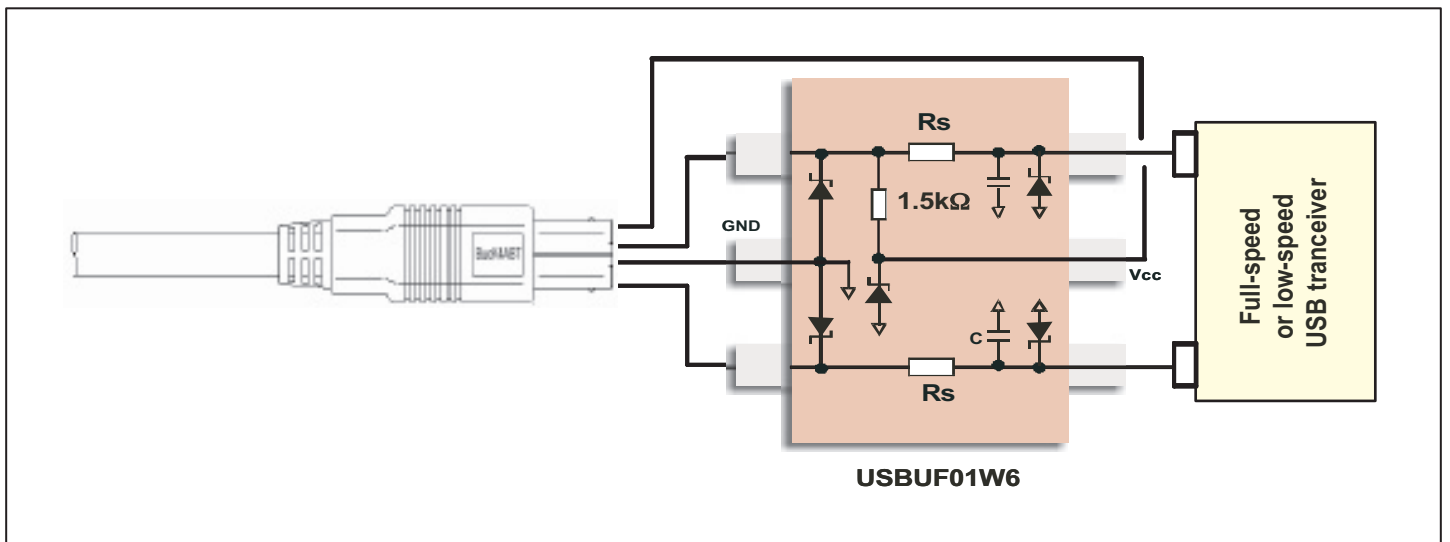 Rs
1.5kΩ
GND
Vcc
C
Rs
USBUF01W6
Full-speed
or low-speed
USB tranceiver